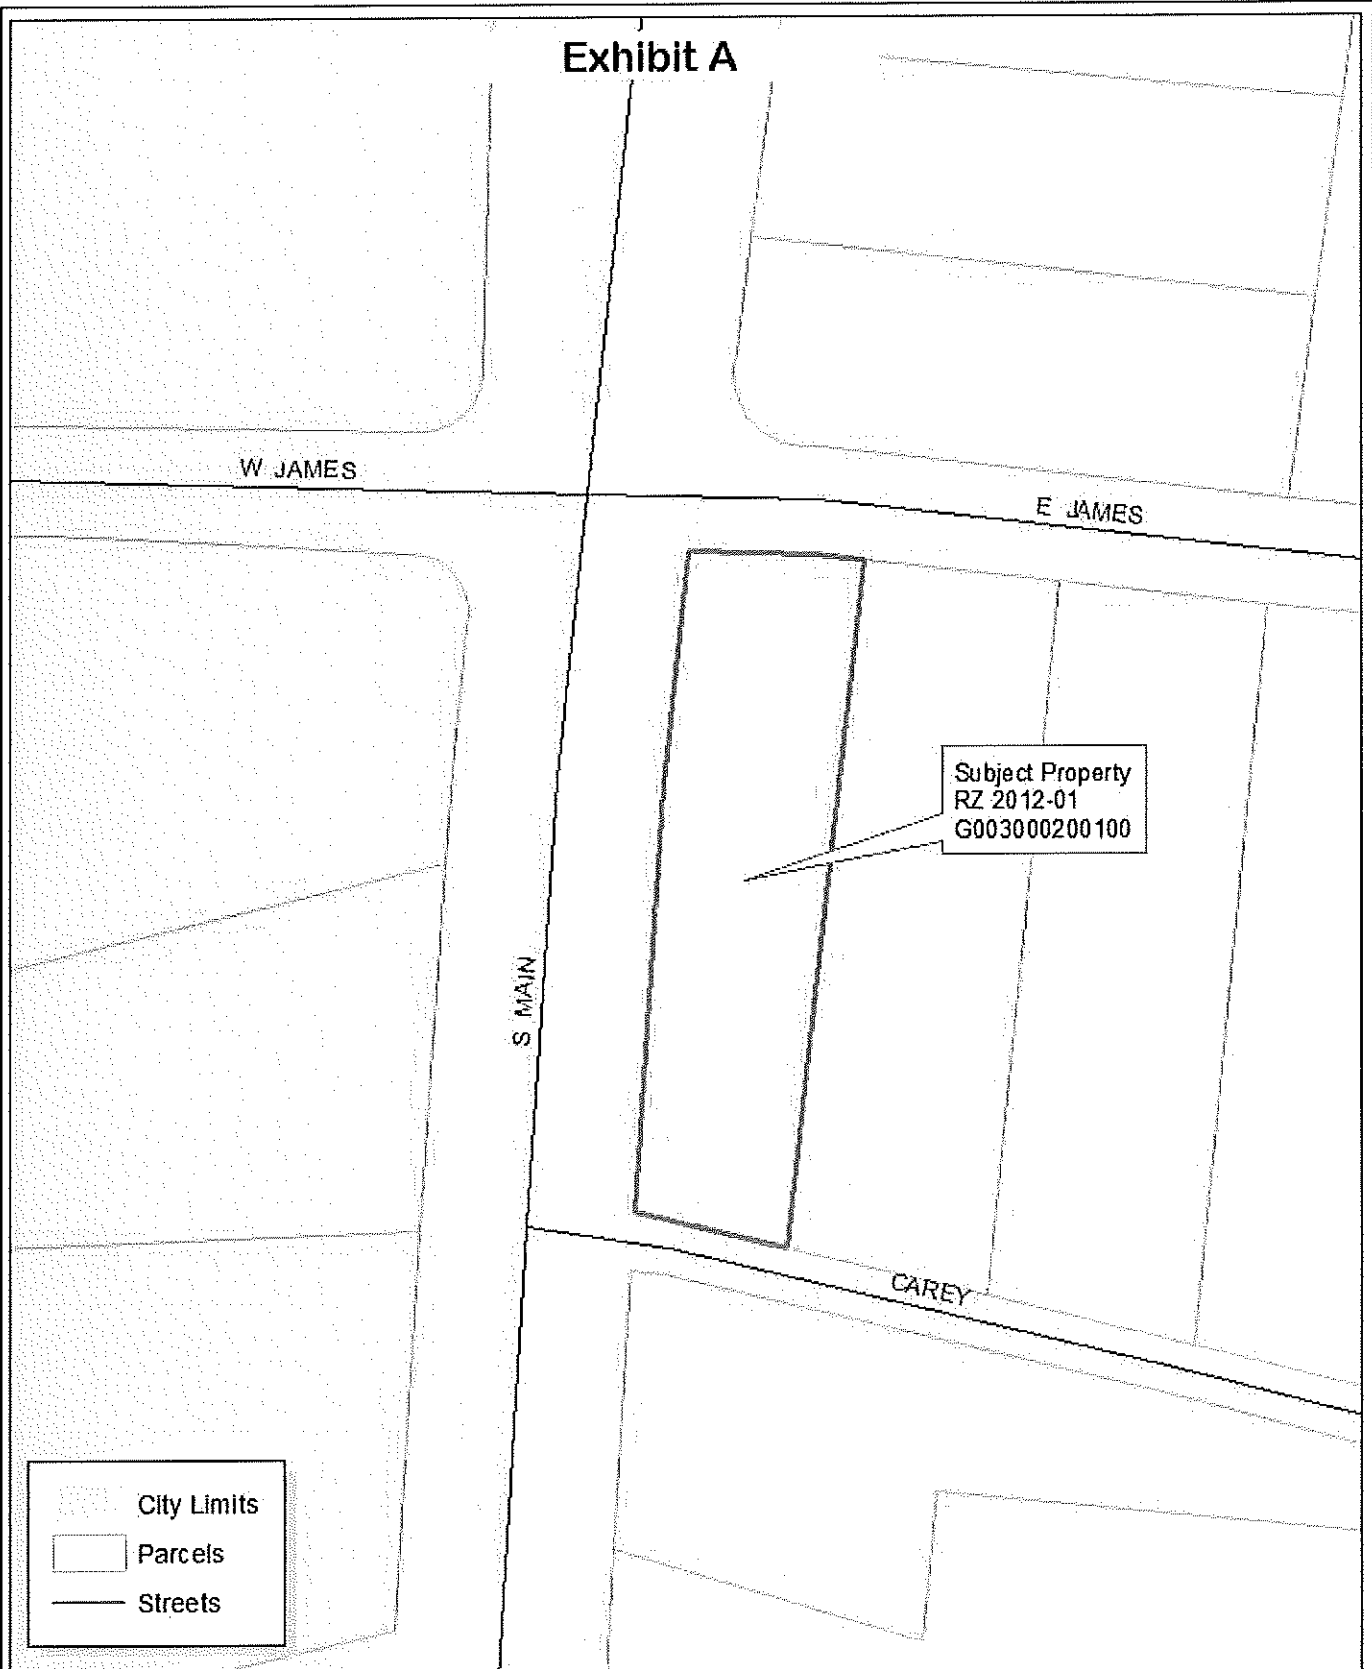 Exhibit A
W JAMES
E JAMES
Subject Property
RZ 2012-01
G003000200100
S MAIN
CAREY
City Limits
Parcels
Streets